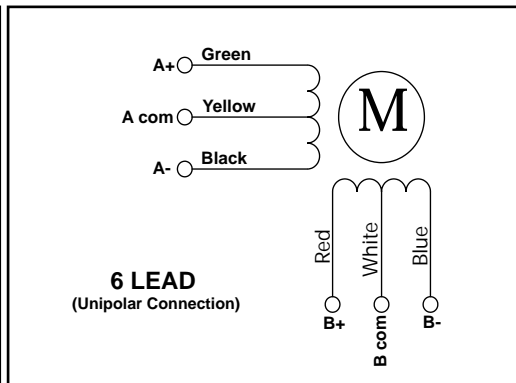 A+ Green
A com Yellow
A- Black
M
Red
White
Blue
B+
B com
B-
6 LEAD
(Unipolar Connection)